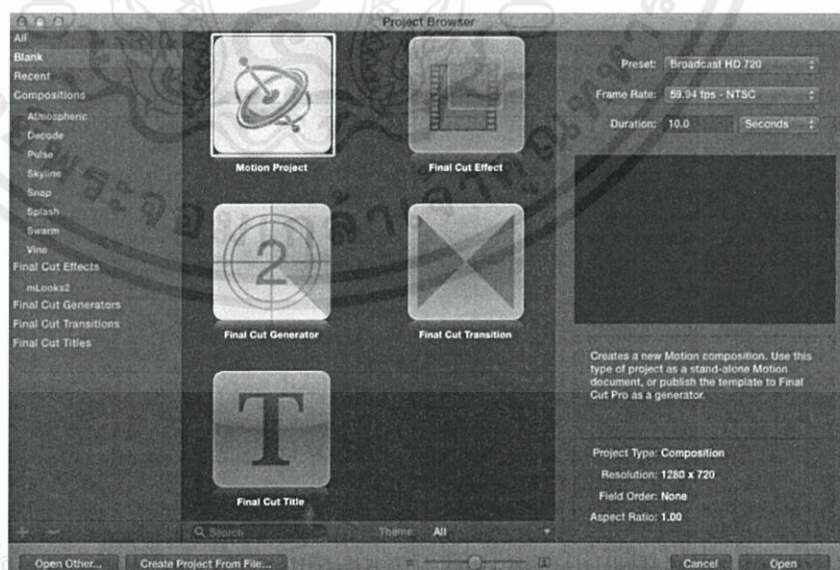 Project Browser
All
Blank
Recent
Compositions
Atmospheric
Decode
Pulse
Skyline
Snap
Splash
Swarm
Vine
Final Cut Effects
mLooks2
Final Cut Generators
Final Cut Transitions
Final Cut Titles
Motion Project
Final Cut Effect
2
Final Cut Generator
Final Cut Transition
T
Final Cut Title
Search
Theme: All
Preset: Broadcast HD 720
Frame Rate: 59.94 fps - NTSC
Duration: 10.0 Seconds
Creates a new Motion composition. Use this
type of project as a stand-alone Motion
document, or publish the template to Final
Cut Pro as a generator.
Project Type: Composition
Resolution: 1280 x 720
Field Order: None
Aspect Ratio: 1.00
Open Other...
Create Project From File...
Cancel
Open